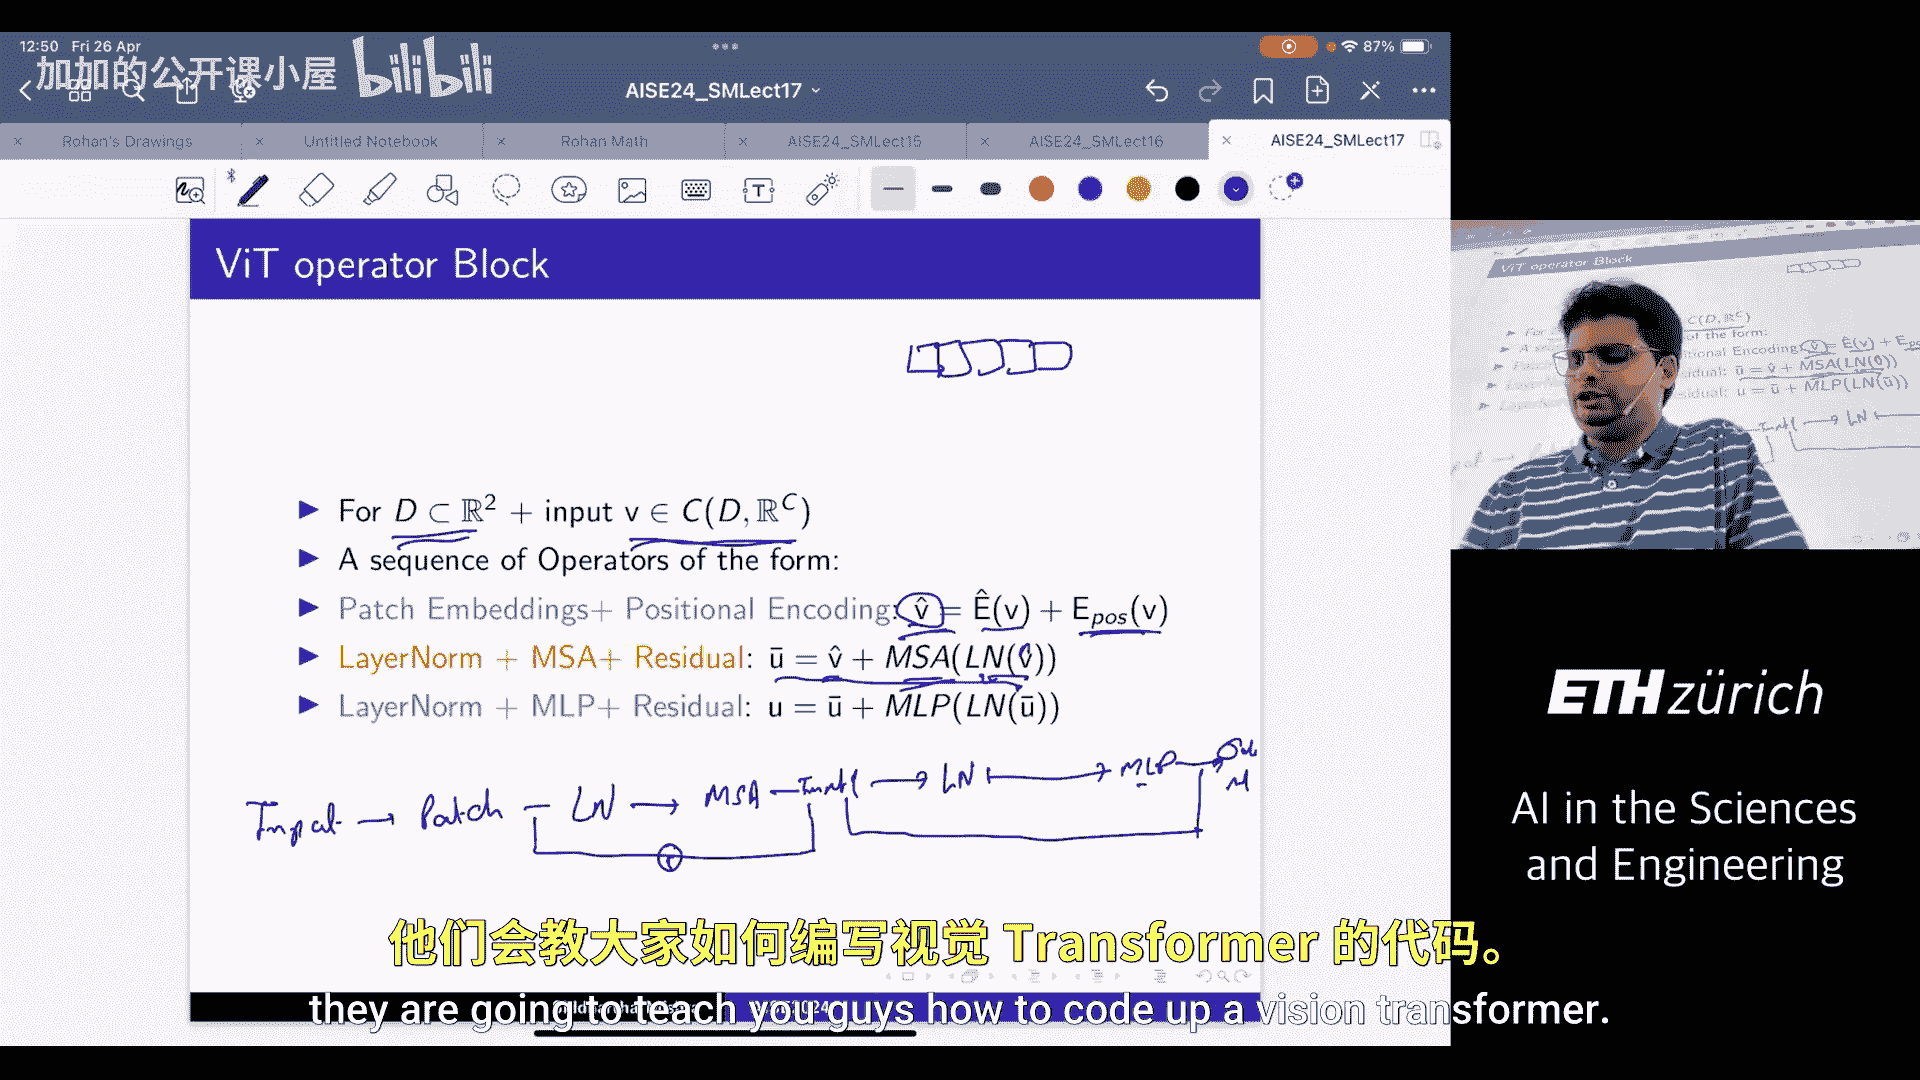 12:50 Fri 26 Apr
87%
加加的公开课小屋 bilibili
AISE24_SMLect17
Rohan's Drawings
Untitled Notebook
Rohan Math
AISE24_SMLect15
AISE24_SMLect16
AISE24_SMLect17
ViT operator Block
▶ For D ⊂ ℝ² + input v ∈ C(D, ℝ^C)
▶ A sequence of Operators of the form:
▶ Patch Embeddings+ Positional Encoding: v̂ = Ê(v) + E_pos(v)
▶ LayerNorm + MSA+ Residual: ū = v̂ + MSA(LN(v̂))
▶ LayerNorm + MLP+ Residual: u = ū + MLP(LN(ū))
Input → Patch — LN → MSA — → LN → MLP →
ViT operator Block
ETH zürich
AI in the Sciences
and Engineering
他们会教大家如何编写视觉 Transformer 的代码。
they are going to teach you guys how to code up a vision transformer.